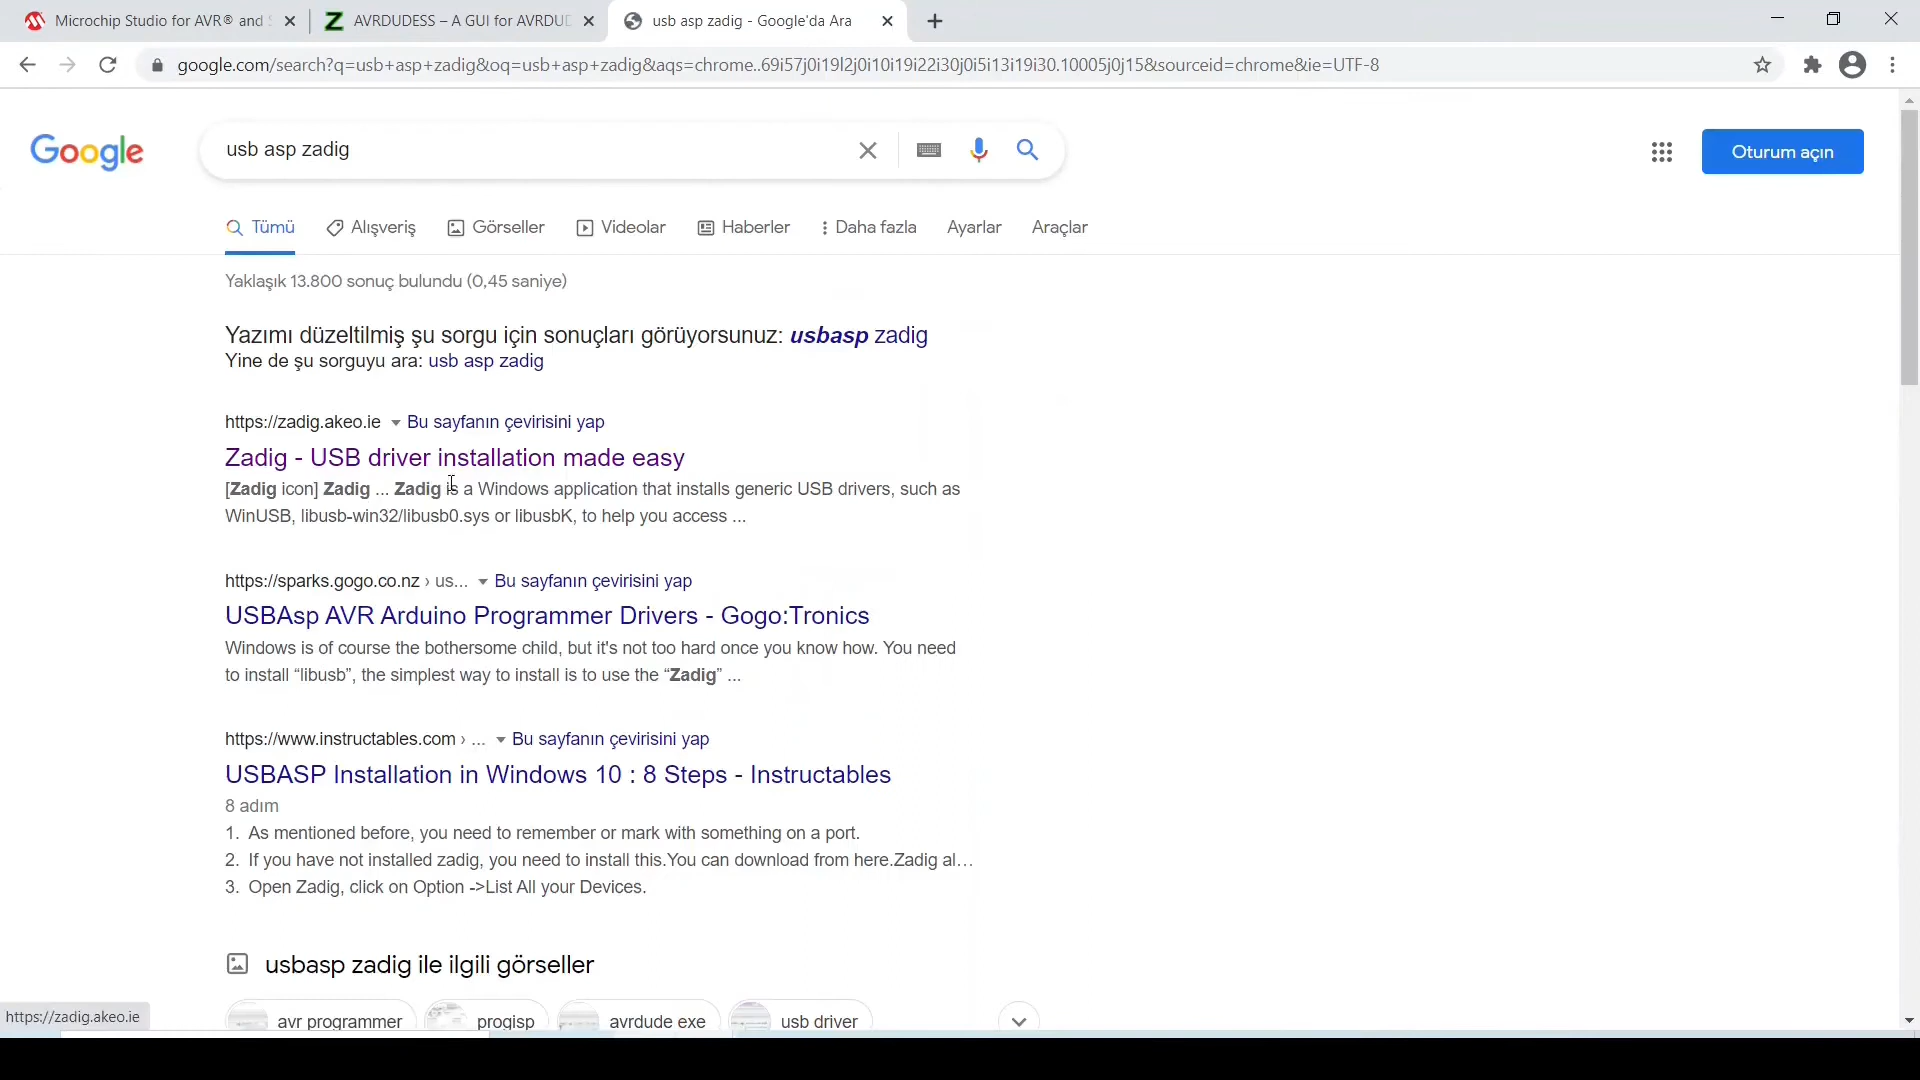 Microchip Studio for AVR® and
AVRDUDESS – A GUI for AVRDUD
usb asp zadig - Google'da Ara
google.com/search?q=usb+asp+zadig&oq=usb+asp+zadig&aqs=chrome..69i57j0i19l2j0i10i19i22i30j0i5i13i19i30.10005j0j15&sourceid=chrome&ie=UTF-8
Google
usb asp zadig
Oturum açın
Tümü Alışveriş Görseller Videolar Haberler Daha fazla Ayarlar Araçlar
Yaklaşık 13.800 sonuç bulundu (0,45 saniye)
Yazımı düzeltilmiş şu sorgu için sonuçları görüyorsunuz: usbasp zadig
Yine de şu sorguyu ara: usb asp zadig
https://zadig.akeo.ie Bu sayfanın çevirisini yap
Zadig - USB driver installation made easy
[Zadig icon] Zadig ... Zadig is a Windows application that installs generic USB drivers, such as
WinUSB, libusb-win32/libusb0.sys or libusbK, to help you access ...
https://sparks.gogo.co.nz › us... Bu sayfanın çevirisini yap
USBAsp AVR Arduino Programmer Drivers - Gogo:Tronics
Windows is of course the bothersome child, but it's not too hard once you know how. You need
to install “libusb”, the simplest way to install is to use the “Zadig” ...
https://www.instructables.com › ... Bu sayfanın çevirisini yap
USBASP Installation in Windows 10 : 8 Steps - Instructables
8 adım
1. As mentioned before, you need to remember or mark with something on a port.
2. If you have not installed zadig, you need to install this.You can download from here.Zadig al...
3. Open Zadig, click on Option ->List All your Devices.
usbasp zadig ile ilgili görseller
avr programmer progisp avrdude exe usb driver
https://zadig.akeo.ie